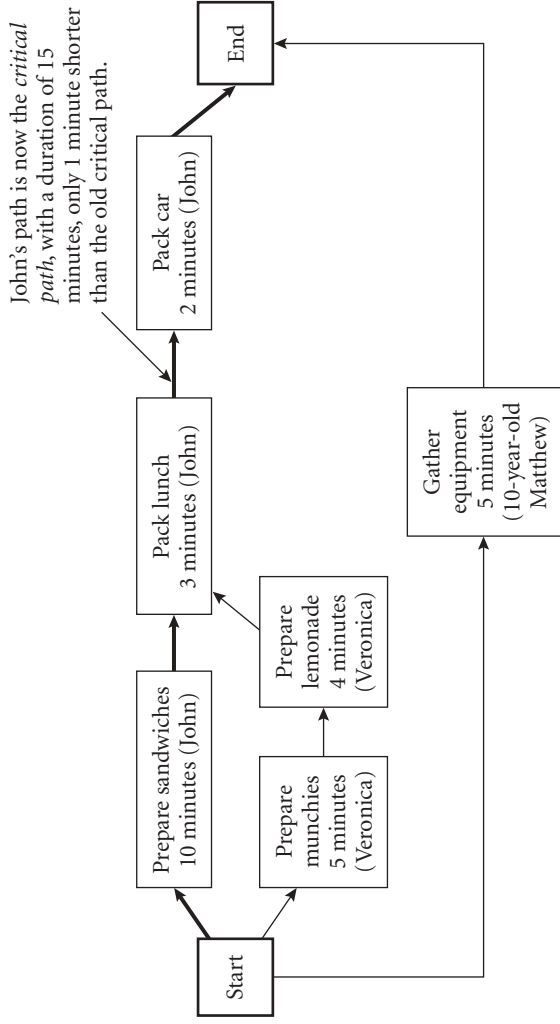 John’s path is now the critical
path, with a duration of 15
minutes, only 1 minute shorter
than the old critical path.
Start
Prepare sandwiches
10 minutes (John)
Pack lunch
3 minutes (John)
Pack car
2 minutes (John)
End
Prepare
munchies
5 minutes
(Veronica)
Prepare
lemonade
4 minutes
(Veronica)
Gather
equipment
5 minutes
(10-year-old
Matthew)